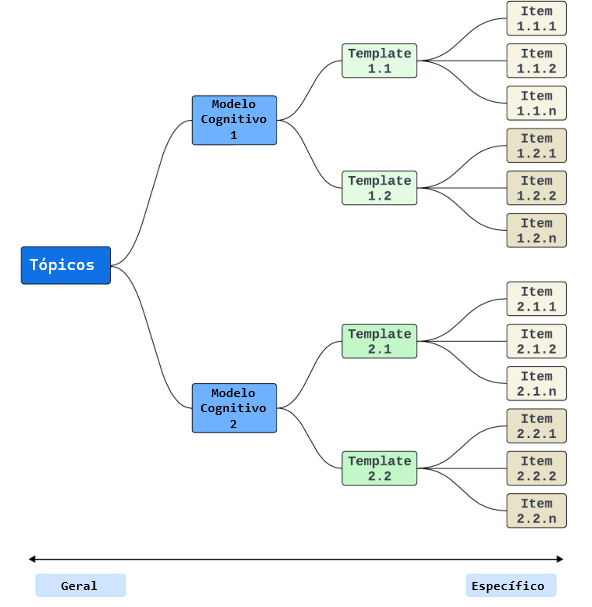 Tópicos
Modelo
Cognitivo
1
Template
1.1
Item
1.1.1
Item
1.1.2
Item
1.1.n
Template
1.2
Item
1.2.1
Item
1.2.2
Item
1.2.n
Modelo
Cognitivo
2
Template
2.1
Item
2.1.1
Item
2.1.2
Item
2.1.n
Template
2.2
Item
2.2.1
Item
2.2.2
Item
2.2.n
Geral
Específico